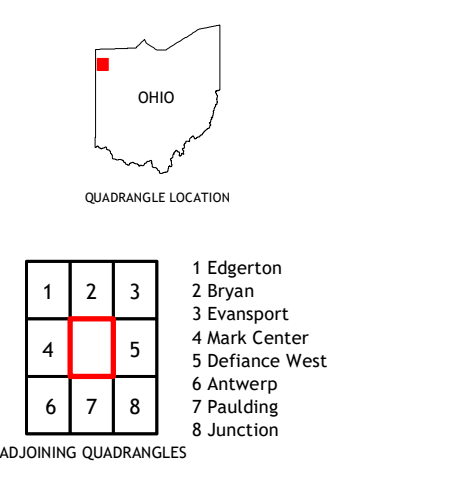 OHIO
QUADRANGLE LOCATION
1 2 3
4 5
6 7 8
1 Edgerton
2 Bryan
3 Evansport
4 Mark Center
5 Defiance West
6 Antwerp
7 Paulding
8 Junction
ADJOINING QUADRANGLES